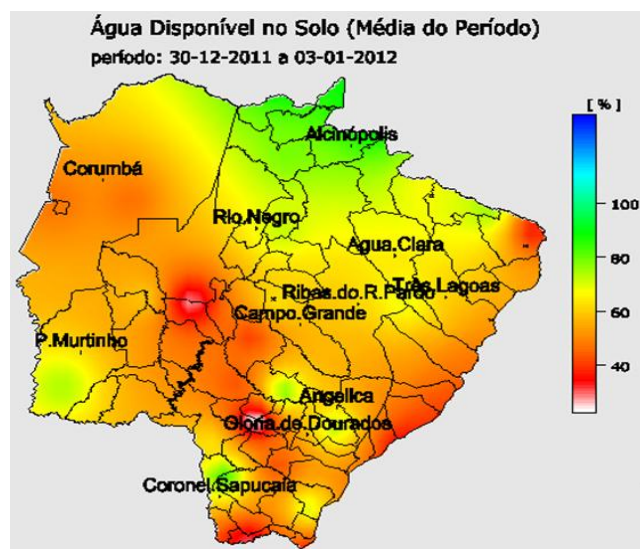 Água Disponível no Solo (Média do Período)
período: 30-12-2011 a 03-01-2012
[ % ]
Alcinópolis
Corumbá
100
Rio.Negro
Agua.Clara
80
Ribas.do.R.Pardo
Três.Lagoas
Campo.Grande
60
P.Murtinho
40
Angelica
Gloria.de.Dourados
Coronel.Sapucaia